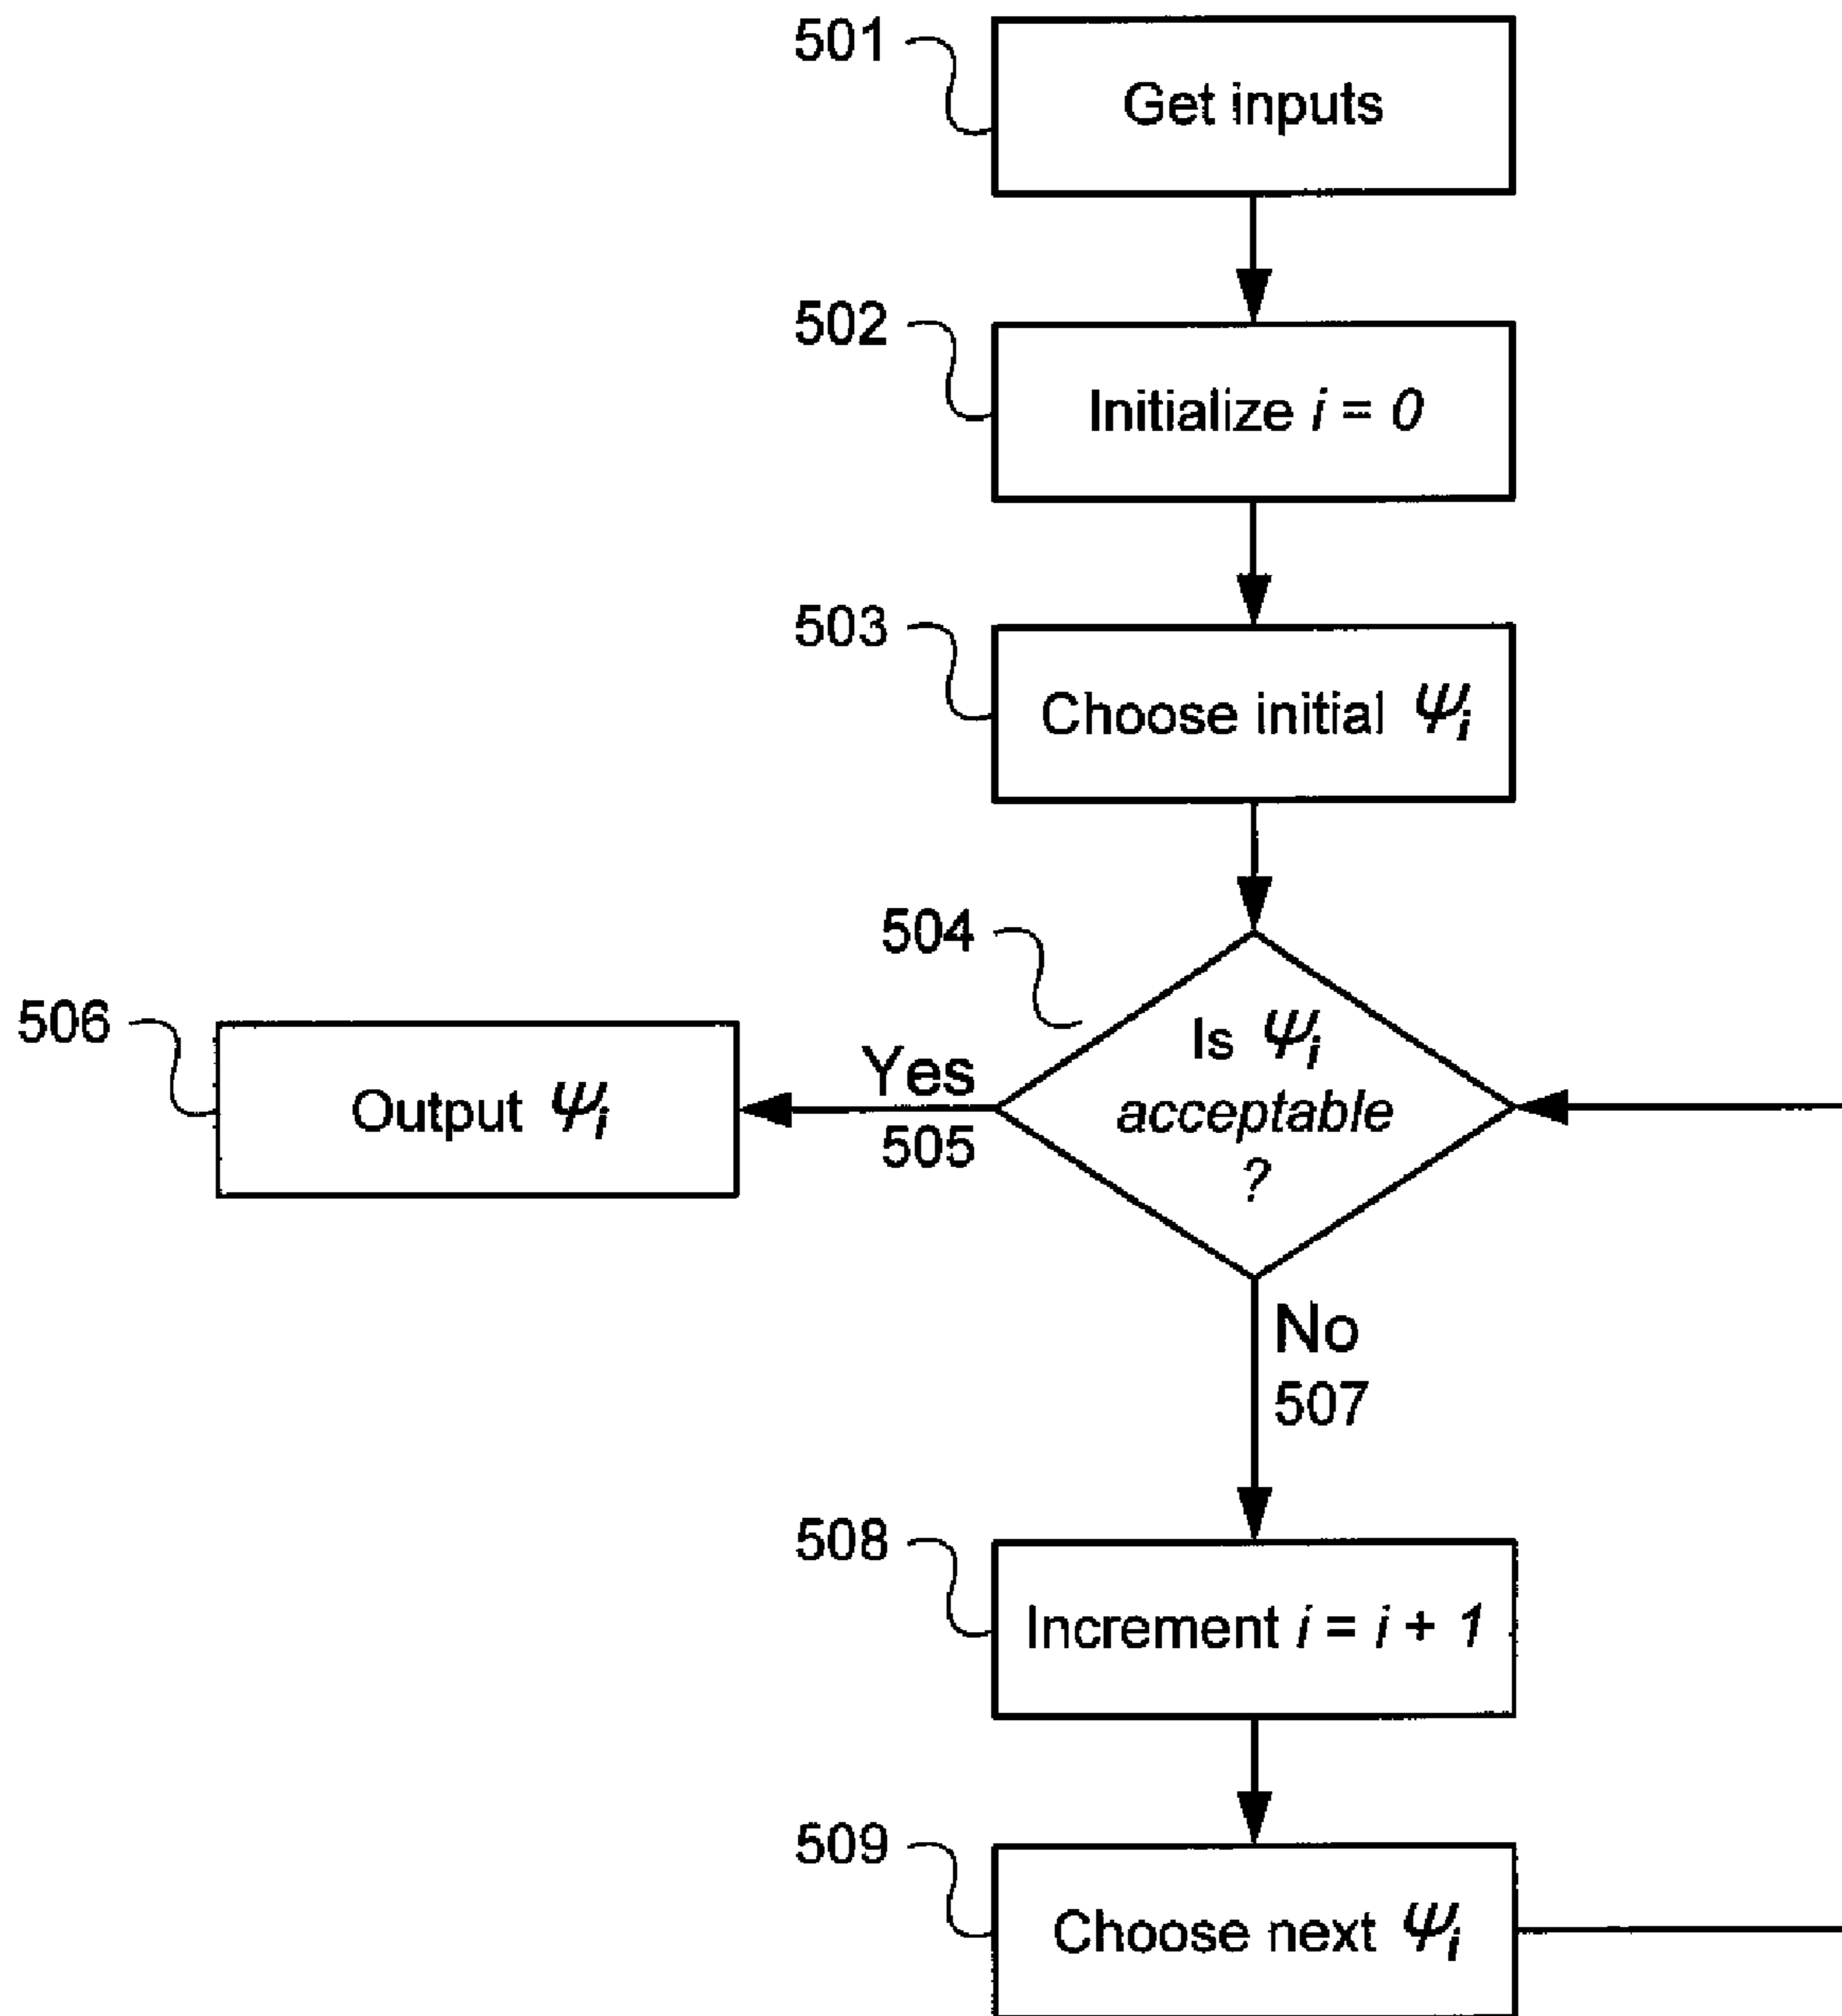 501
Get inputs
502
Initialize i = 0
503
Choose initial ψi
504
Is ψi
acceptable
?
Yes
505
506
Output ψi
No
507
508
Increment i = i + 1
509
Choose next ψi